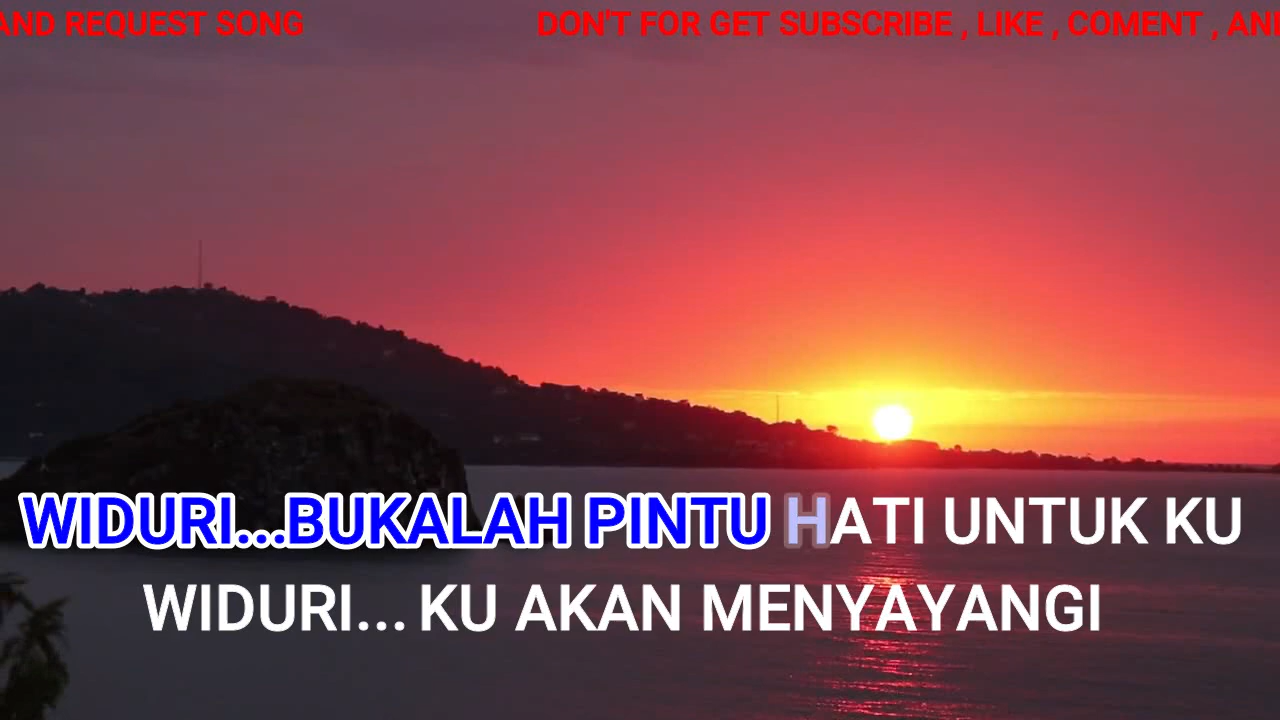 AND REQUEST SONG DON'T FOR GET SUBSCRIBE , LIKE , COMENT , AN
WIDURI...BUKALAH PINTU HATI UNTUK KU
WIDURI... KU AKAN MENYAYANGI